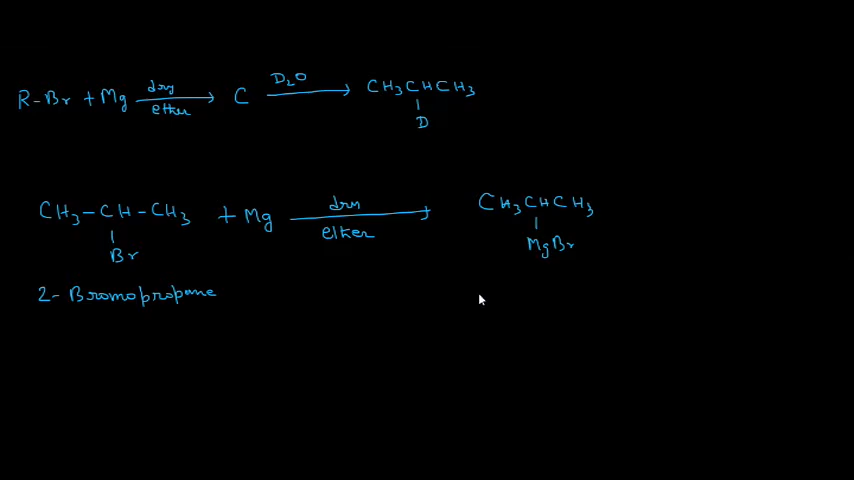 R-Br + Mg dry ether → C D₂O → CH₃CHCH₃
|
D
CH₃-CH-CH₃ + Mg dry ether → CH₃CHCH₃
| |
Br MgBr
2- Bromopropane